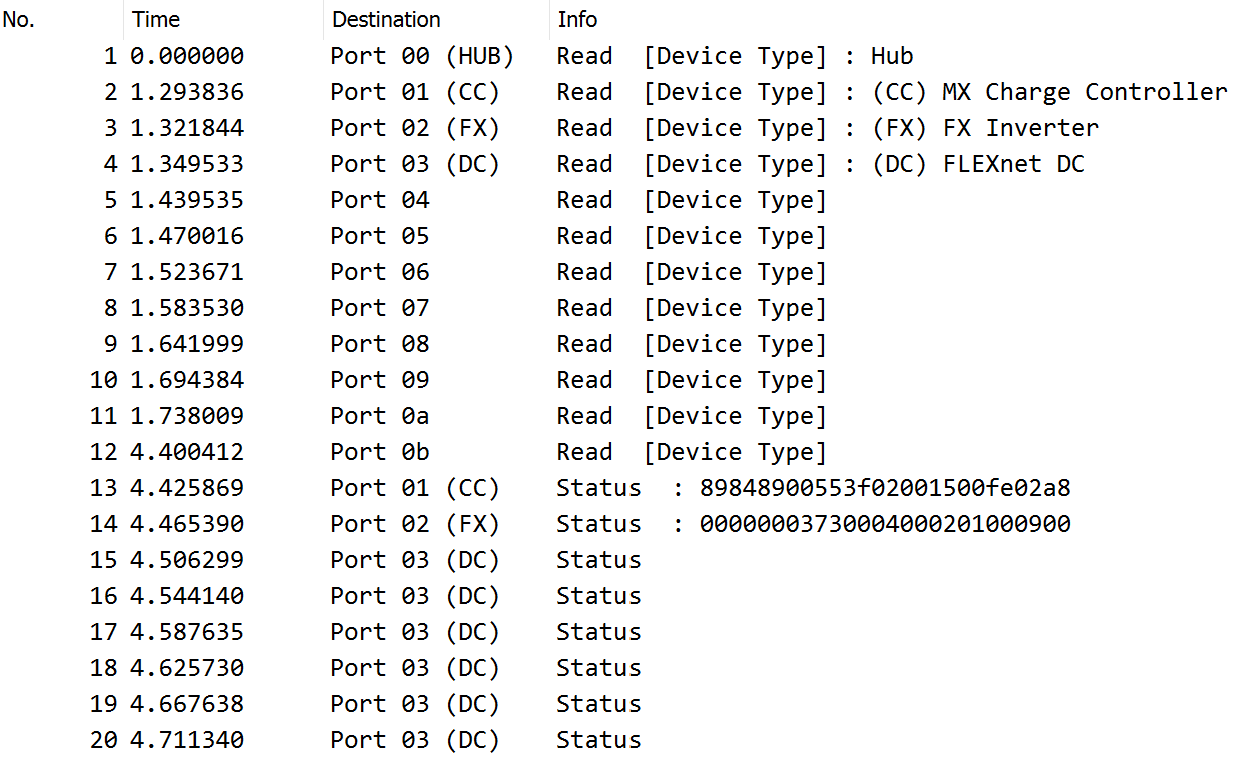 No. Time Destination Info
1 0.000000 Port 00 (HUB) Read [Device Type] : Hub
2 1.293836 Port 01 (CC) Read [Device Type] : (CC) MX Charge Controller
3 1.321844 Port 02 (FX) Read [Device Type] : (FX) FX Inverter
4 1.349533 Port 03 (DC) Read [Device Type] : (DC) FLEXnet DC
5 1.439535 Port 04 Read [Device Type]
6 1.470016 Port 05 Read [Device Type]
7 1.523671 Port 06 Read [Device Type]
8 1.583530 Port 07 Read [Device Type]
9 1.641999 Port 08 Read [Device Type]
10 1.694384 Port 09 Read [Device Type]
11 1.738009 Port 0a Read [Device Type]
12 4.400412 Port 0b Read [Device Type]
13 4.425869 Port 01 (CC) Status : 89848900553f02001500fe02a8
14 4.465390 Port 02 (FX) Status : 00000003730004000201000900
15 4.506299 Port 03 (DC) Status
16 4.544140 Port 03 (DC) Status
17 4.587635 Port 03 (DC) Status
18 4.625730 Port 03 (DC) Status
19 4.667638 Port 03 (DC) Status
20 4.711340 Port 03 (DC) Status